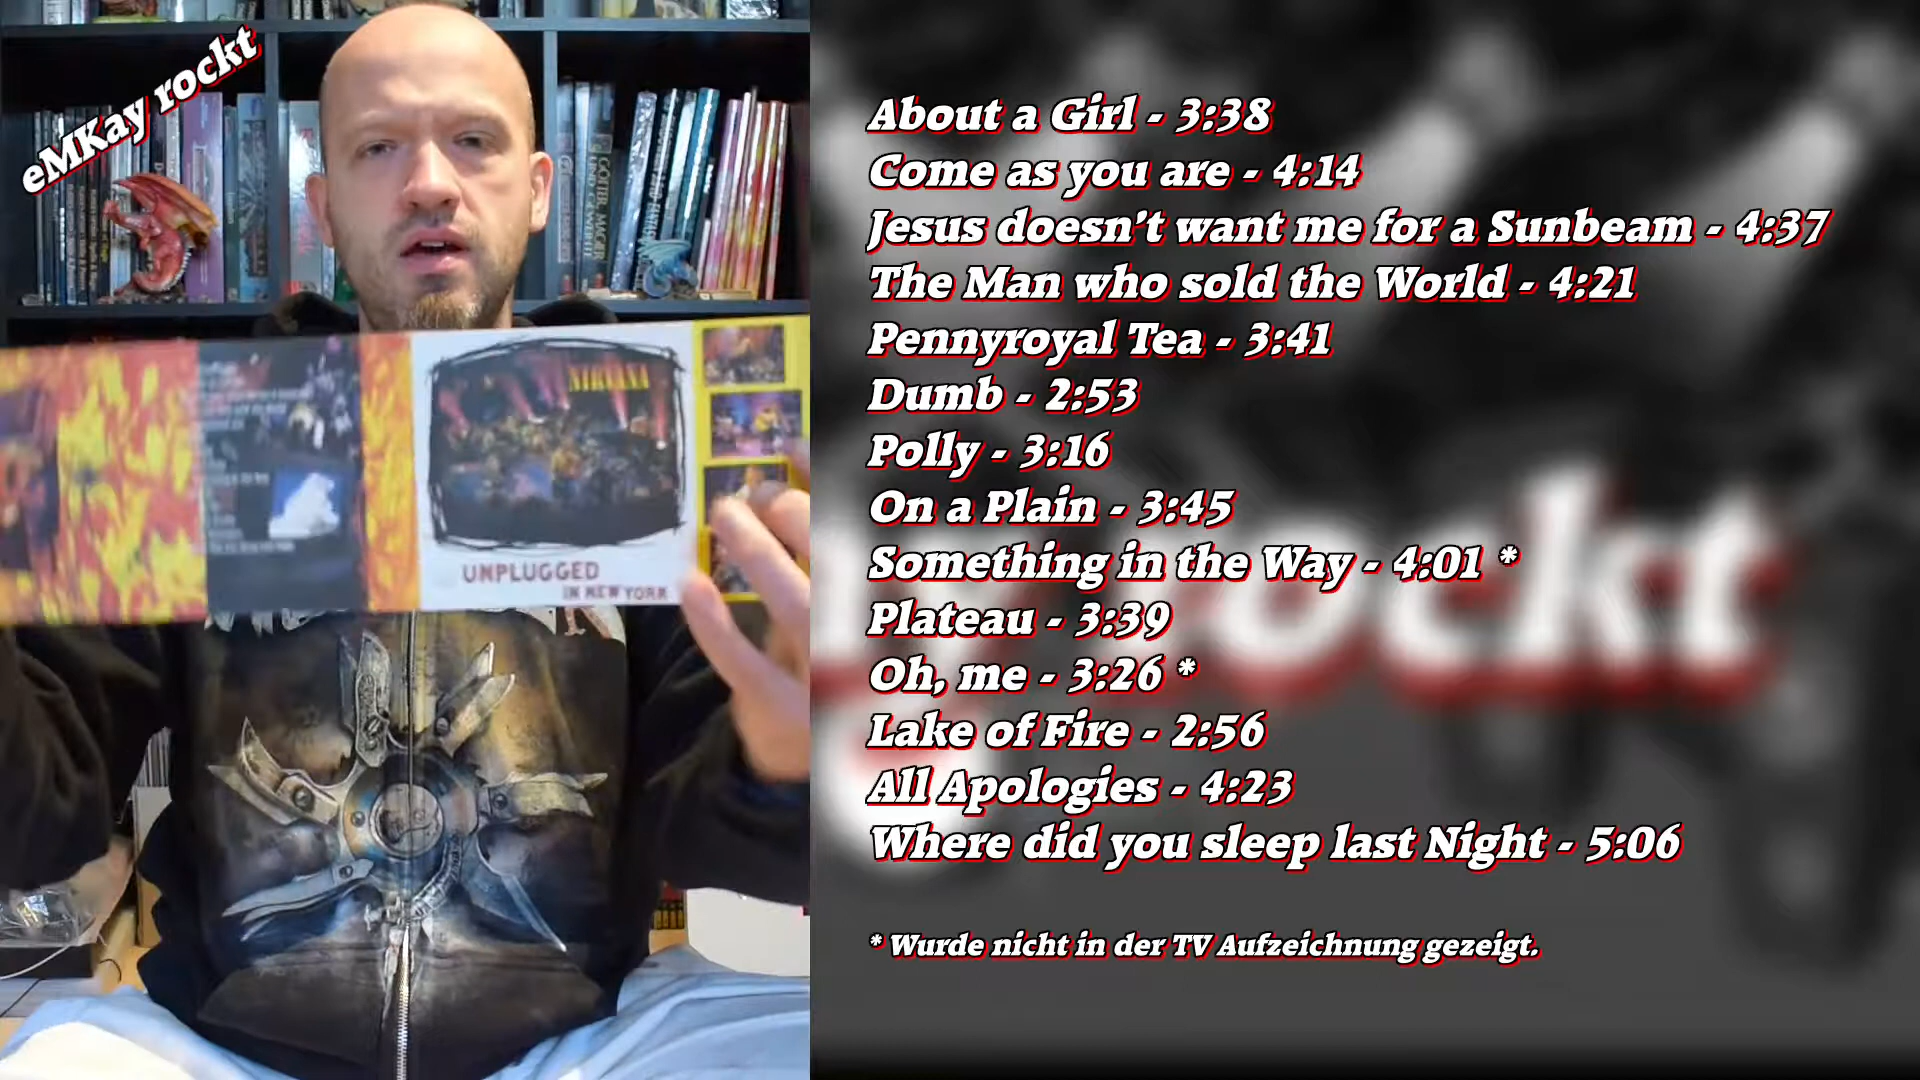 eMKay rockt
GÖTTER, MAGIER
NIRVANA
UNPLUGGED
IN NEW YORK
About a Girl - 3:38
Come as you are - 4:14
Jesus doesn't want me for a Sunbeam - 4:37
The Man who sold the World - 4:21
Pennyroyal Tea - 3:41
Dumb - 2:53
Polly - 3:16
On a Plain - 3:45
Something in the Way - 4:01 *
Plateau - 3:39
Oh, me - 3:26 *
Lake of Fire - 2:56
All Apologies - 4:23
Where did you sleep last Night - 5:06
* Wurde nicht in der TV Aufzeichnung gezeigt.
rockt